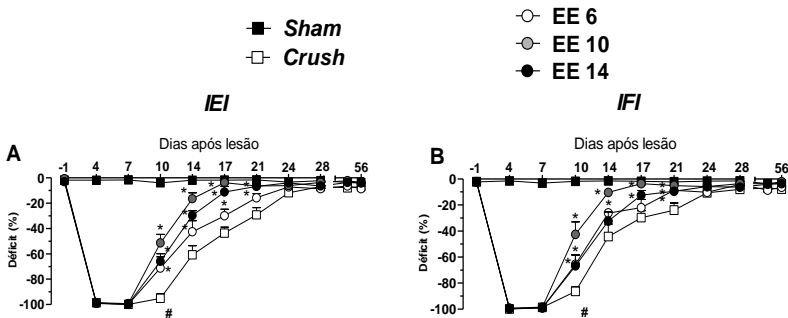 Sham
Crush
EE 6
EE 10
EE 14
IEI
IFI
A
Dias após lesão
-1 4 7 10 14 17 21 24 28 56
0
-20
-40
-60
-80
-100
Déficit (%)
* * * * * * * * * *
#
B
Dias após lesão
-1 4 7 10 14 17 21 24 28 56
0
-20
-40
-60
-80
-100
Déficit (%)
* * * * * * * * * *
#